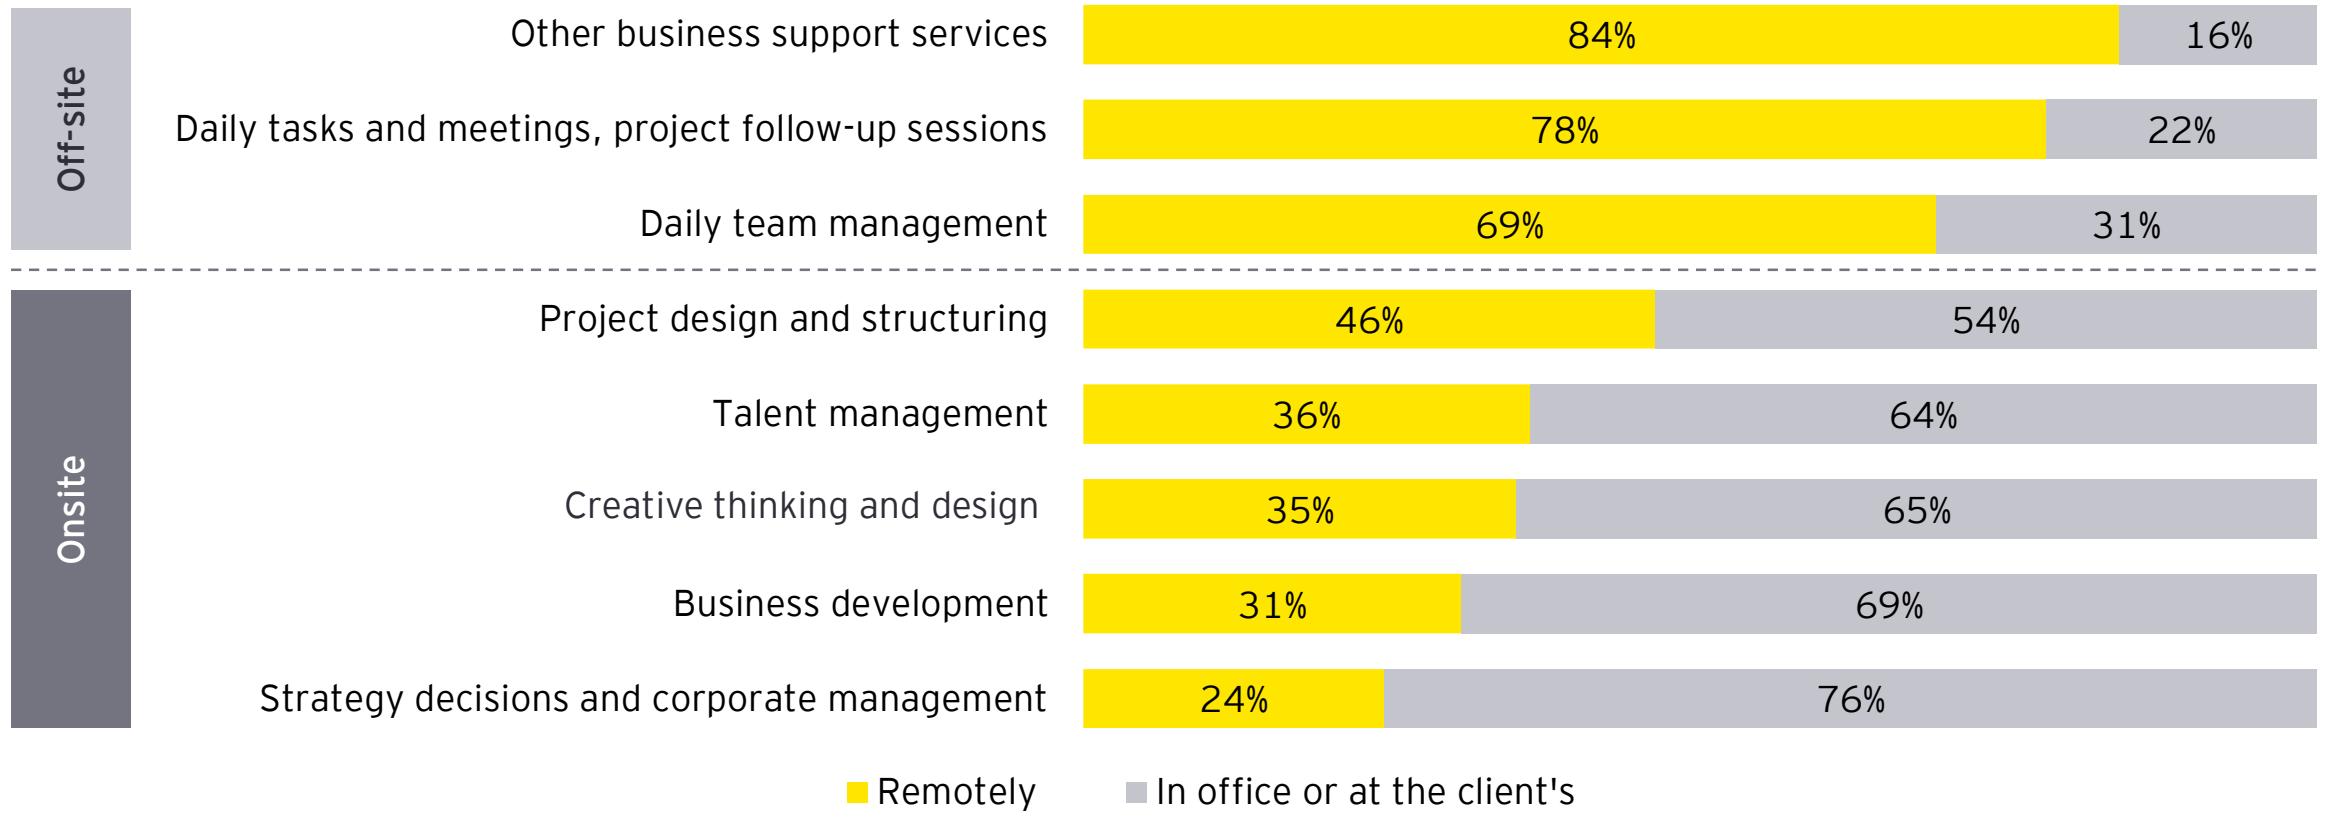 Off-site
Other business support services 84% 16%
Daily tasks and meetings, project follow-up sessions 78% 22%
Daily team management 69% 31%
Onsite
Project design and structuring 46% 54%
Talent management 36% 64%
Creative thinking and design 35% 65%
Business development 31% 69%
Strategy decisions and corporate management 24% 76%
Remotely In office or at the client's